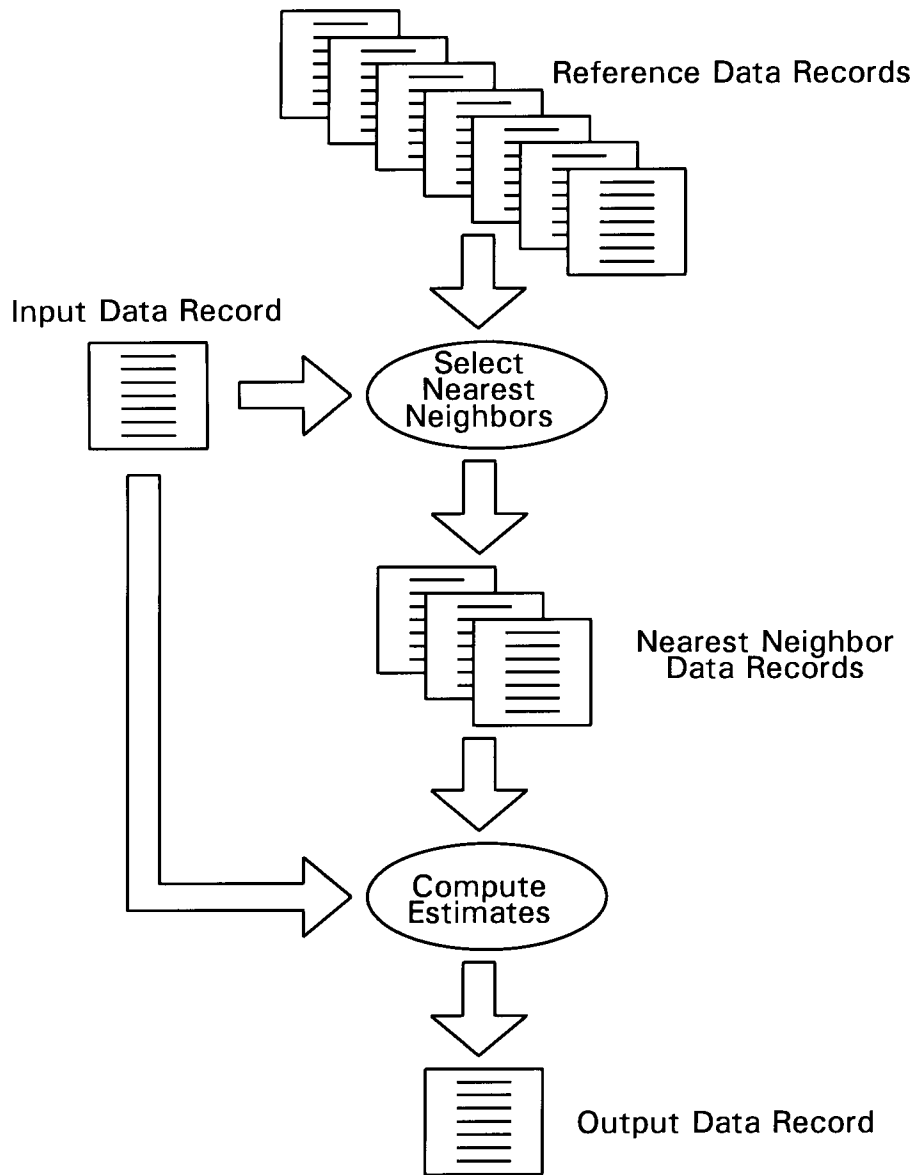 Reference Data Records
Input Data Record
Select
Nearest
Neighbors
Nearest Neighbor
Data Records
Compute
Estimates
Output Data Record